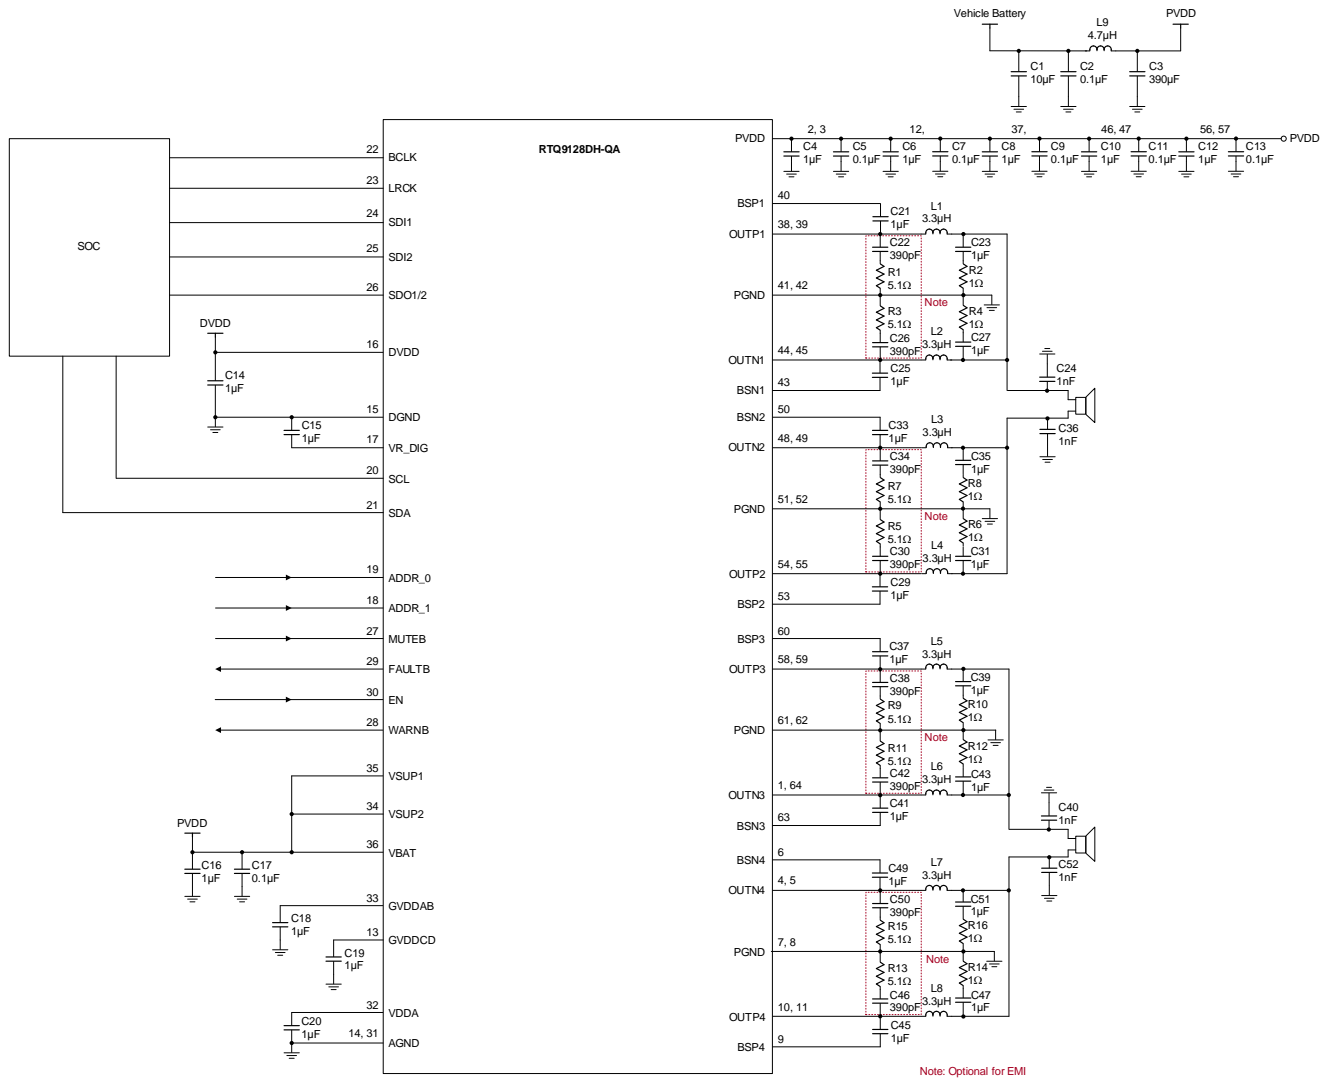 Vehicle Battery
L9
4.7µH
PVDD
C1
10µF
C2
0.1µF
C3
390µF
RTQ9128DH-QA
SOC
22 BCLK
23 LRCK
24 SDI1
25 SDI2
26 SDO1/2
DVDD
16 DVDD
C14
1µF
15 DGND
C15
1µF
17 VR_DIG
20 SCL
21 SDA
19 ADDR_0
18 ADDR_1
27 MUTEB
29 FAULTB
30 EN
28 WARNB
35 VSUP1
34 VSUP2
PVDD
36 VBAT
C16
1µF
C17
0.1µF
33 GVDDAB
C18
1µF
13 GVDDCD
C19
1µF
32 VDDA
C20
1µF
14, 31 AGND
PVDD 2, 3 12, 37, 46, 47 56, 57 PVDD
C4
1µF
C5
0.1µF
C6
1µF
C7
0.1µF
C8
1µF
C9
0.1µF
C10
1µF
C11
0.1µF
C12
1µF
C13
0.1µF
BSP1 40
C21
1µF
L1
3.3µH
OUTP1 38, 39
C22
390pF
C23
1µF
R1
5.1Ω
R2
1Ω
PGND 41, 42
Note
R3
5.1Ω
R4
1Ω
C26
390pF
L2
3.3µH
C27
1µF
OUTN1 44, 45
C25
1µF
BSN1 43
C24
1nF
BSN2 50
C33
1µF
L3
3.3µH
C36
1nF
OUTN2 48, 49
C34
390pF
C35
1µF
R7
5.1Ω
R8
1Ω
PGND 51, 52
Note
R5
5.1Ω
R6
1Ω
C30
390pF
L4
3.3µH
C31
1µF
OUTP2 54, 55
C29
1µF
BSP2 53
BSP3 60
C37
1µF
L5
3.3µH
OUTP3 58, 59
C38
390pF
C39
1µF
R9
5.1Ω
R10
1Ω
PGND 61, 62
Note
R11
5.1Ω
R12
1Ω
C42
390pF
L6
3.3µH
C43
1µF
OUTN3 1, 64
C41
1µF
BSN3 63
C40
1nF
BSN4 6
C49
1µF
L7
3.3µH
C52
1nF
OUTN4 4, 5
C50
390pF
C51
1µF
R15
5.1Ω
R16
1Ω
PGND 7, 8
Note
R13
5.1Ω
R14
1Ω
C46
390pF
L8
3.3µH
C47
1µF
OUTP4 10, 11
C45
1µF
BSP4 9
Note: Optional for EMI